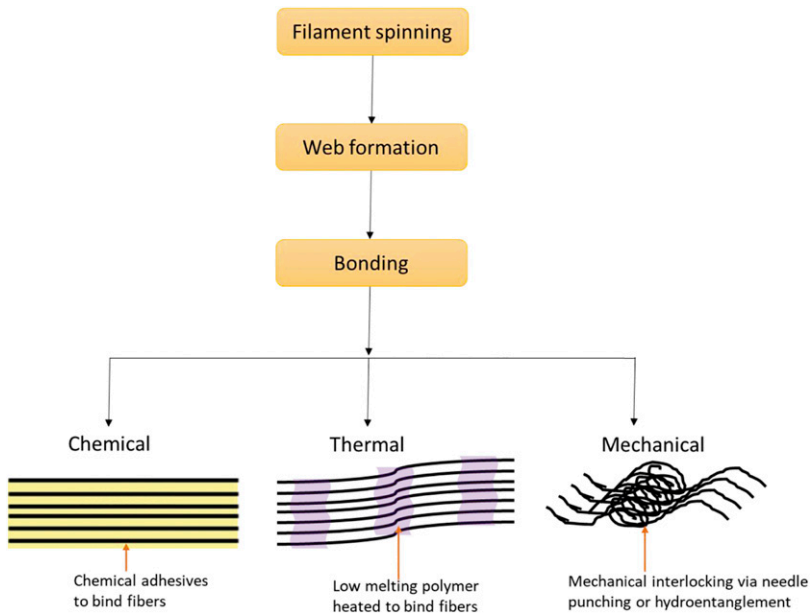 Filament spinning
Web formation
Bonding
Chemical
Thermal
Mechanical
Chemical adhesives
to bind fibers
Low melting polymer
heated to bind fibers
Mechanical interlocking via needle
punching or hydroentanglement